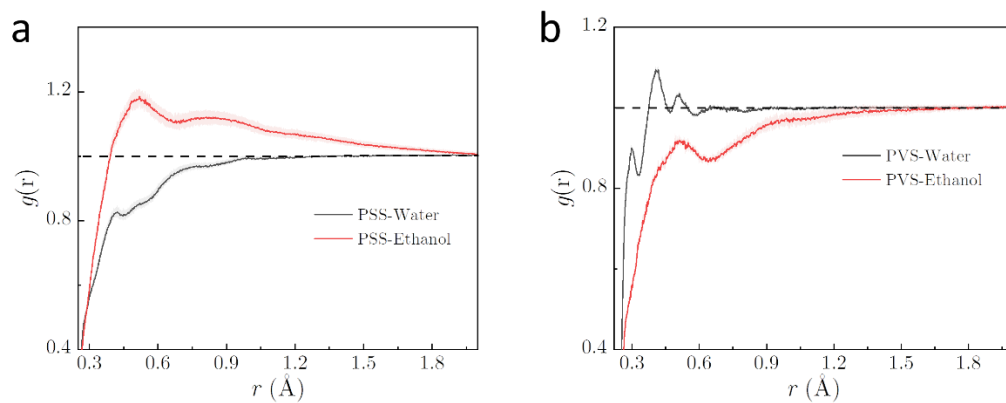 a
g(r)
1.2
0.8
0.4
PSS-Water
PSS-Ethanol
0.3 0.6 0.9 1.2 1.5 1.8
r (Å)
b
g(r)
1.2
0.8
0.4
PVS-Water
PVS-Ethanol
0.3 0.6 0.9 1.2 1.5 1.8
r (Å)